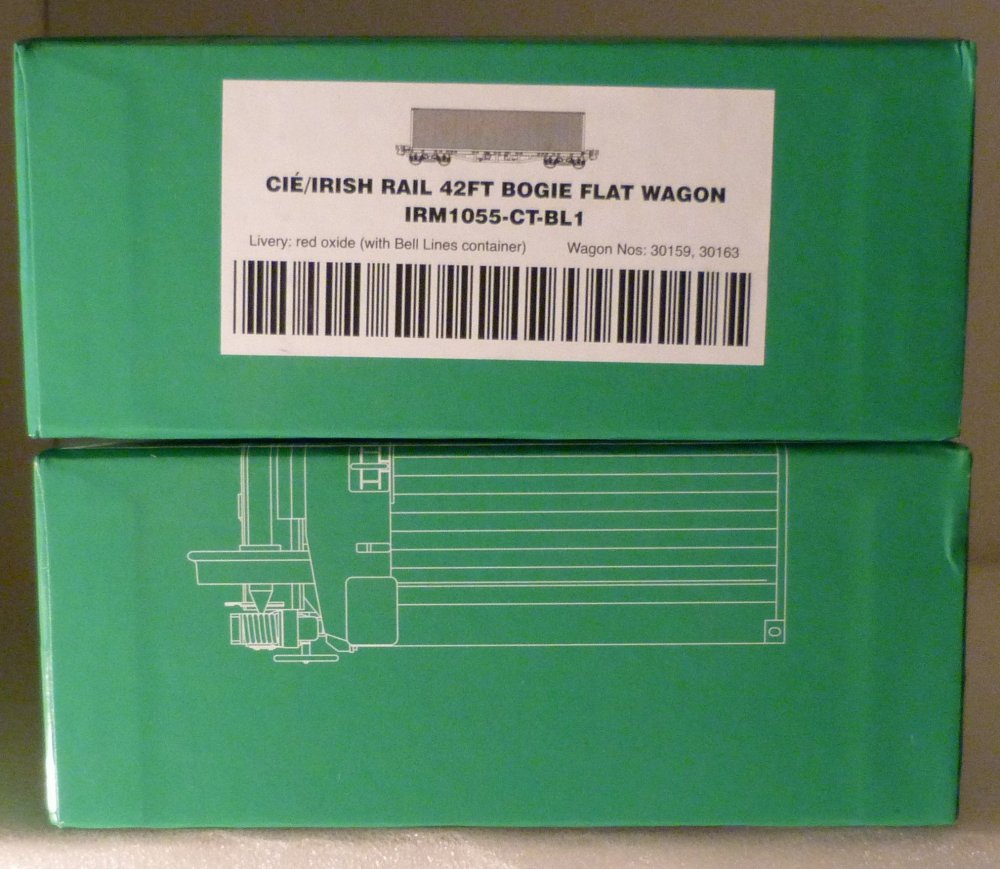 CIÉ/IRISH RAIL 42FT BOGIE FLAT WAGON
IRM1055-CT-BL1
Livery: red oxide (with Bell Lines container) Wagon Nos: 30159, 30163